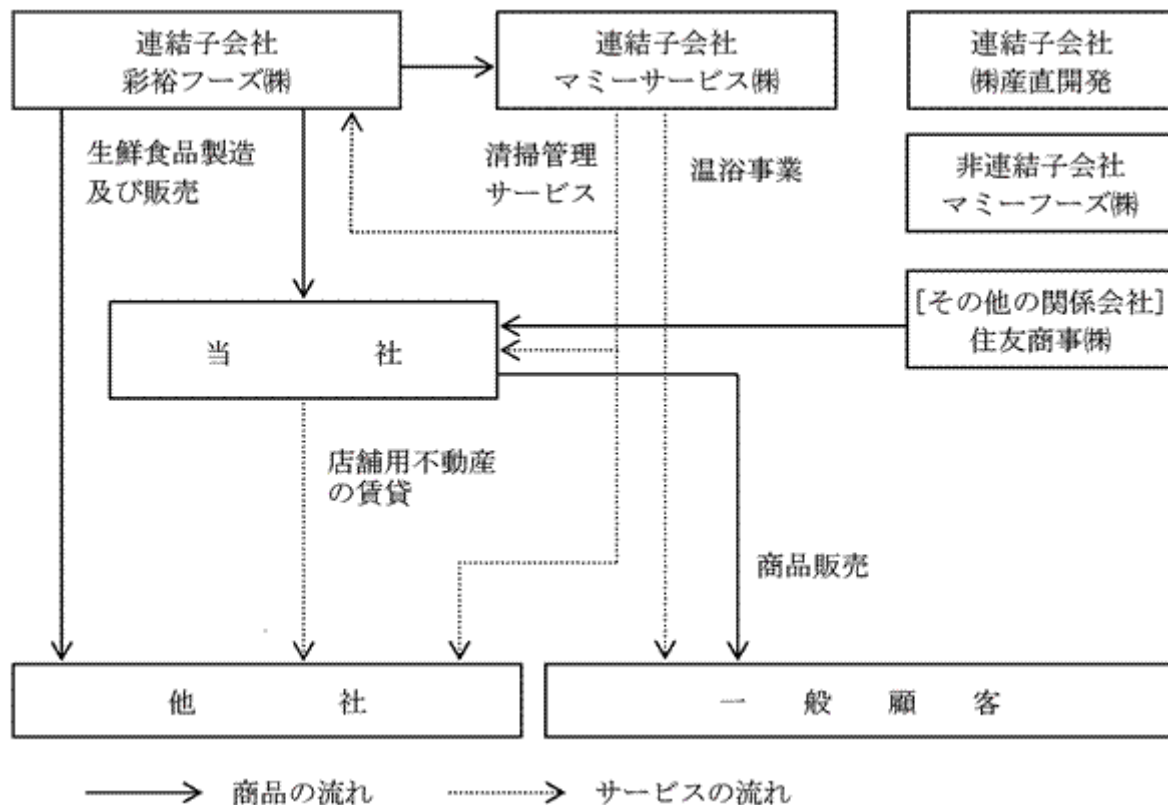 連結子会社
彩裕フーズ㈱
連結子会社
マミーサービス㈱
連結子会社
㈱産直開発
生鮮食品製造
及び販売
清掃管理
サービス
温浴事業
非連結子会社
マミーフーズ㈱
[その他の関係会社]
住友商事㈱
当社
店舗用不動産
の賃貸
商品販売
他社
一般顧客
商品の流れ
サービスの流れ